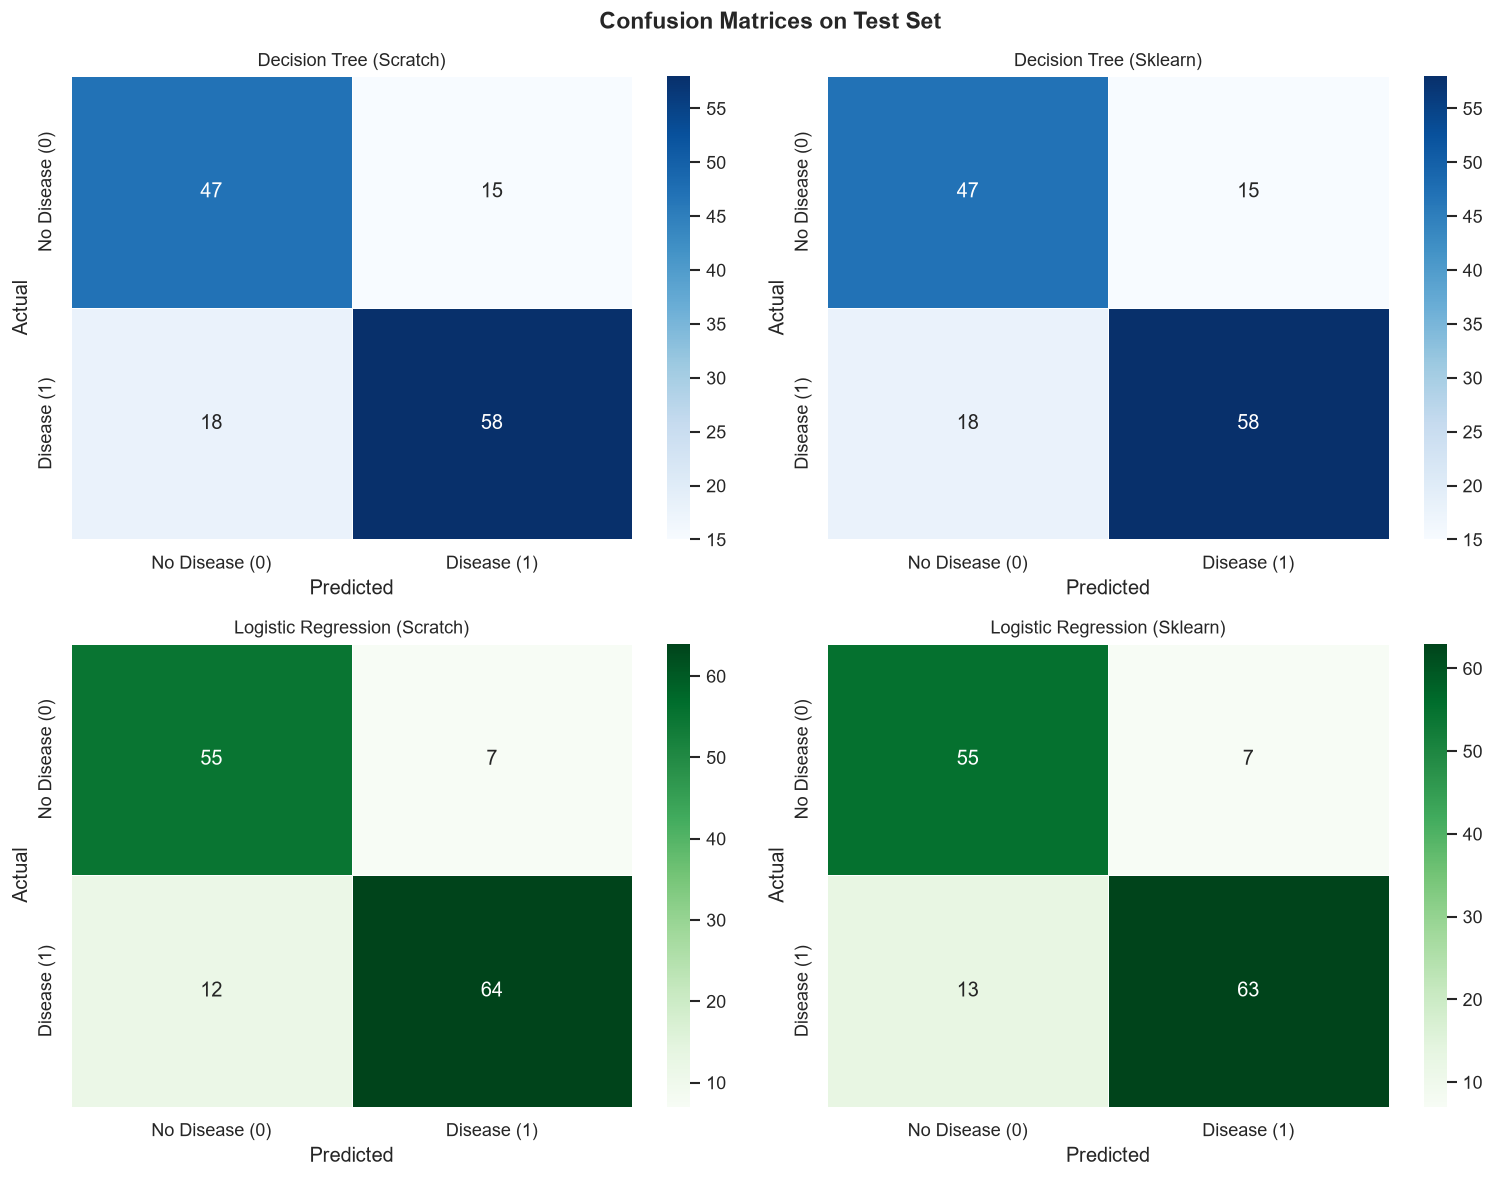 Confusion Matrices on Test Set
Decision Tree (Scratch)
No Disease (0)
Disease (1)
Actual
47
15
18
58
No Disease (0)
Disease (1)
Predicted
55
50
45
40
35
30
25
20
15
Decision Tree (Sklearn)
No Disease (0)
Disease (1)
Actual
47
15
18
58
No Disease (0)
Disease (1)
Predicted
55
50
45
40
35
30
25
20
15
Logistic Regression (Scratch)
No Disease (0)
Disease (1)
Actual
55
7
12
64
No Disease (0)
Disease (1)
Predicted
60
50
40
30
20
10
Logistic Regression (Sklearn)
No Disease (0)
Disease (1)
Actual
55
7
13
63
No Disease (0)
Disease (1)
Predicted
60
50
40
30
20
10